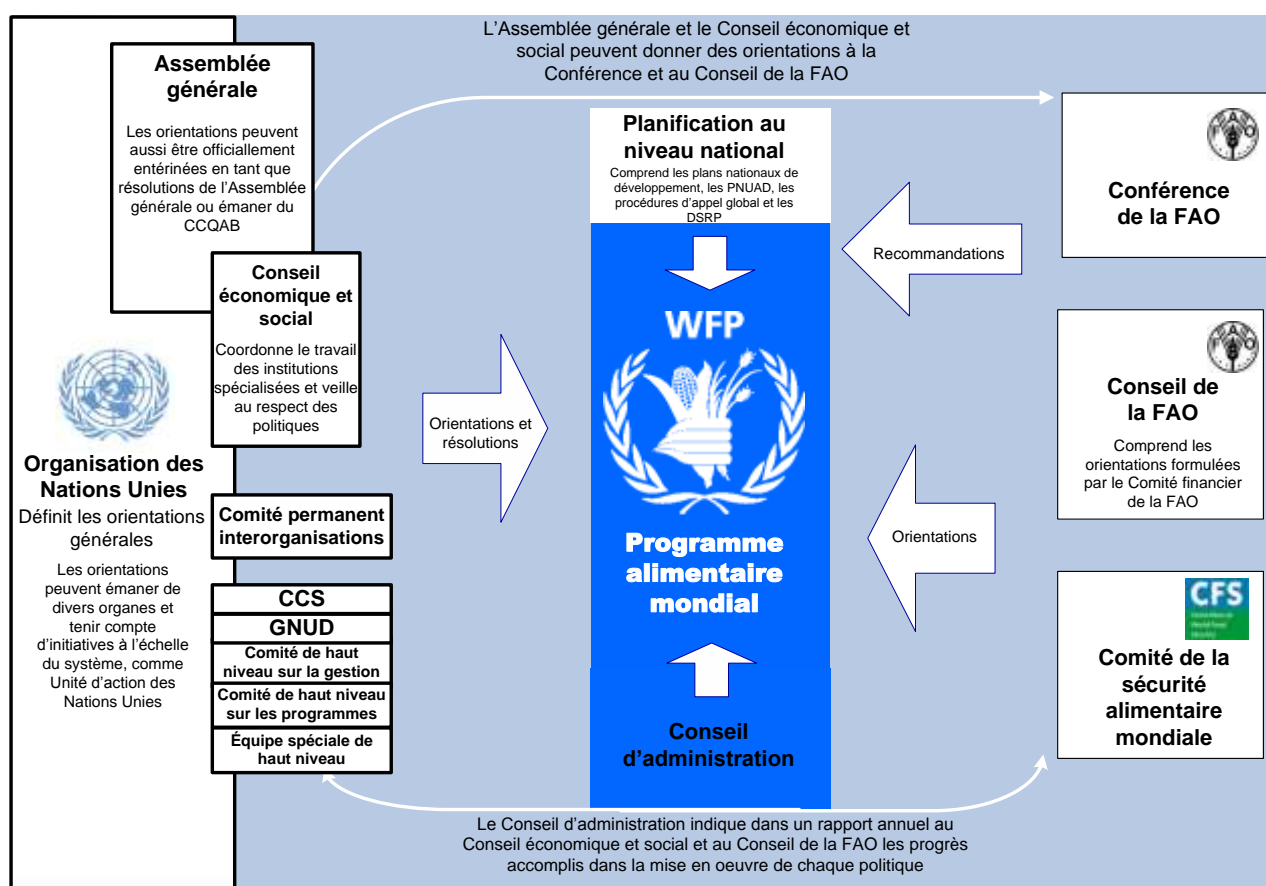 L’Assemblée générale et le Conseil économique et
social peuvent donner des orientations à la
Conférence et au Conseil de la FAO
Assemblée
générale
Les orientations peuvent
aussi être officiallement
entérinées en tant que
résolutions de l’Assemblée
générale ou émaner du
CCQAB
Conseil
économique et
social
Coordonne le travail
des institutions
spécialisées et veille
au respect des
politiques
Organisation des
Nations Unies
Définit les orientations
générales
Les orientations
peuvent émaner de
divers organes et
tenir compte
d’initiatives à l’échelle
du système, comme
Unité d’action des
Nations Unies
Comité permanent
interorganisations
CCS
GNUD
Comité de haut
niveau sur la gestion
Comité de haut niveau
sur les programmes
Équipe spéciale de
haut niveau
Orientations et
résolutions
Planification au
niveau national
Comprend les plans nationaux de
développement, les PNUAD, les
procédures d’appel global et les
DSRP
WFP
Programme
alimentaire
mondial
Conseil
d’administration
Recommandations
Orientations
FAO
Conférence
de la FAO
FAO
Conseil de
la FAO
Comprend les
orientations formulées
par le Comité financier
de la FAO
CFS
Comité de la
sécurité
alimentaire
mondiale
Le Conseil d’administration indique dans un rapport annuel au
Conseil économique et social et au Conseil de la FAO les progrès
accomplis dans la mise en oeuvre de chaque politique